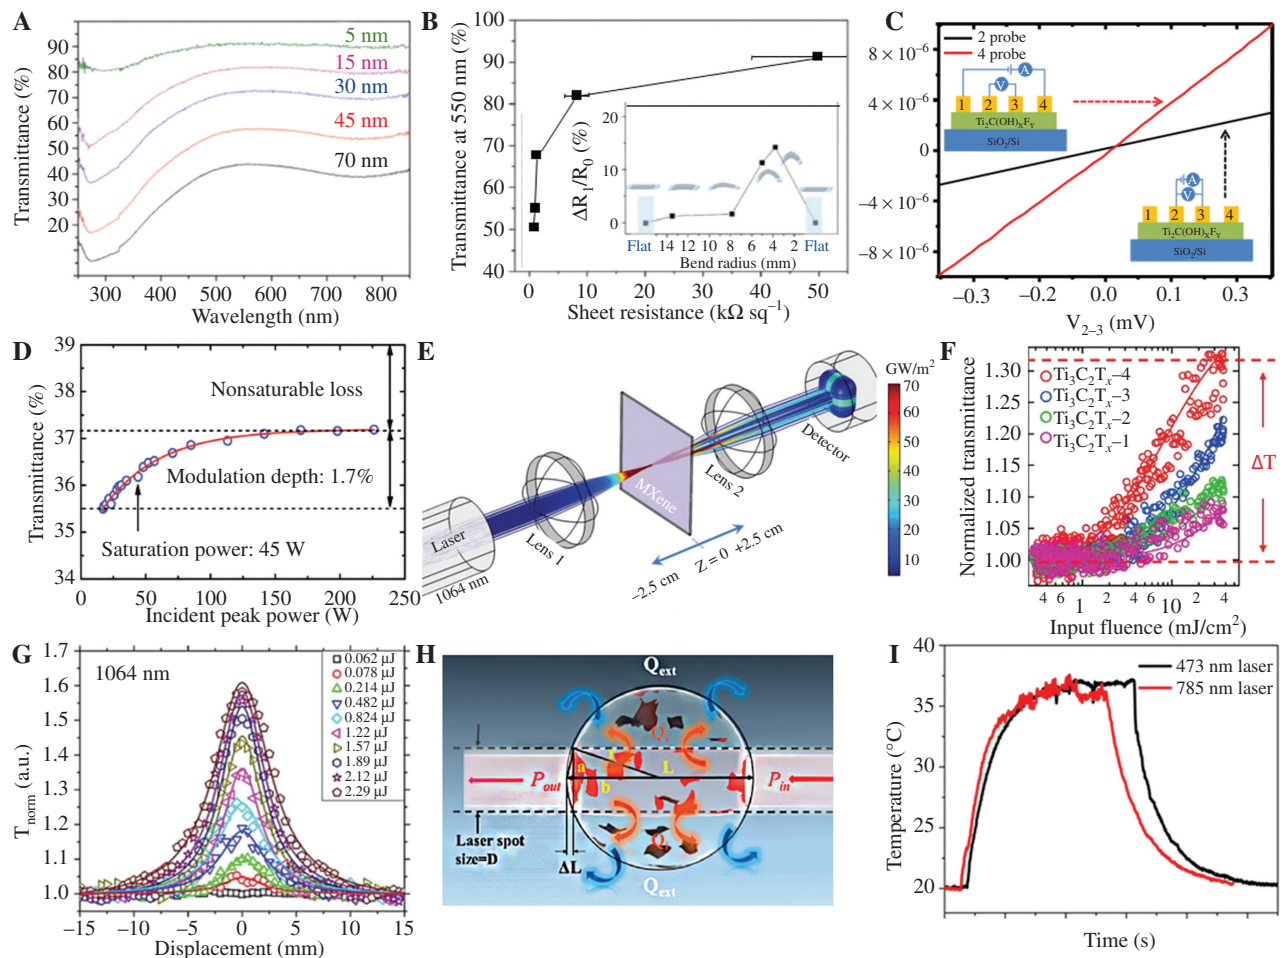 A
90
80
70
60
50
40
30
20
Transmittance (%)
5 nm
15 nm
30 nm
45 nm
70 nm
300
400
500
600
700
800
Wavelength (nm)
B
100
90
80
70
60
50
40
Transmittance at 550 nm (%)
0
10
20
30
40
50
Sheet resistance (kΩ sq⁻¹)
20
10
0
ΔR₁/R₀ (%)
Flat
14
12
10
8
6
4
2
Flat
Bend radius (mm)
C
2 probe
4 probe
8×10⁻⁶
4×10⁻⁶
0
−4×10⁻⁶
−8×10⁻⁶
A
V
1 2 3 4
Ti₂C(OH)ₓFᵧ
SiO₂/Si
A
V
1 2 3 4
Ti₂C(OH)ₓFᵧ
SiO₂/Si
−0.3
−0.2
0.0
0.1
0.3
V₂₋₃ (mV)
D
39
38
37
36
35
34
Transmittance (%)
Nonsaturable loss
Modulation depth: 1.7%
Saturation power: 45 W
0
50
100
150
200
250
Incident peak power (W)
E
GW/m²
70
60
50
40
30
20
10
Laser
1064 nm
Lens 1
MXene
Lens 2
Detector
−2.5 cm
Z = 0
+2.5 cm
F
1.30
1.20
1.15
1.10
1.05
1.00
Normalized transmittance
Ti₃C₂Tₓ–4
Ti₃C₂Tₓ–3
Ti₃C₂Tₓ–2
Ti₃C₂Tₓ–1
ΔT
4 6 1 2 4 6 10 2 4
Input fluence (mJ/cm²)
G
1.7
1.6
1.5
1.4
1.3
1.2
1.1
1.0
T norm (a.u.)
1064 nm
0.062 μJ
0.078 μJ
0.214 μJ
0.482 μJ
0.824 μJ
1.22 μJ
1.57 μJ
1.89 μJ
2.12 μJ
2.29 μJ
−15
−10
−5
0
5
10
15
Displacement (mm)
H
Q ext
a
b
r
L
P out
P in
Laser spot
size=D
ΔL
Q ext
I
40
35
30
25
20
Temperature (°C)
473 nm laser
785 nm laser
Time (s)